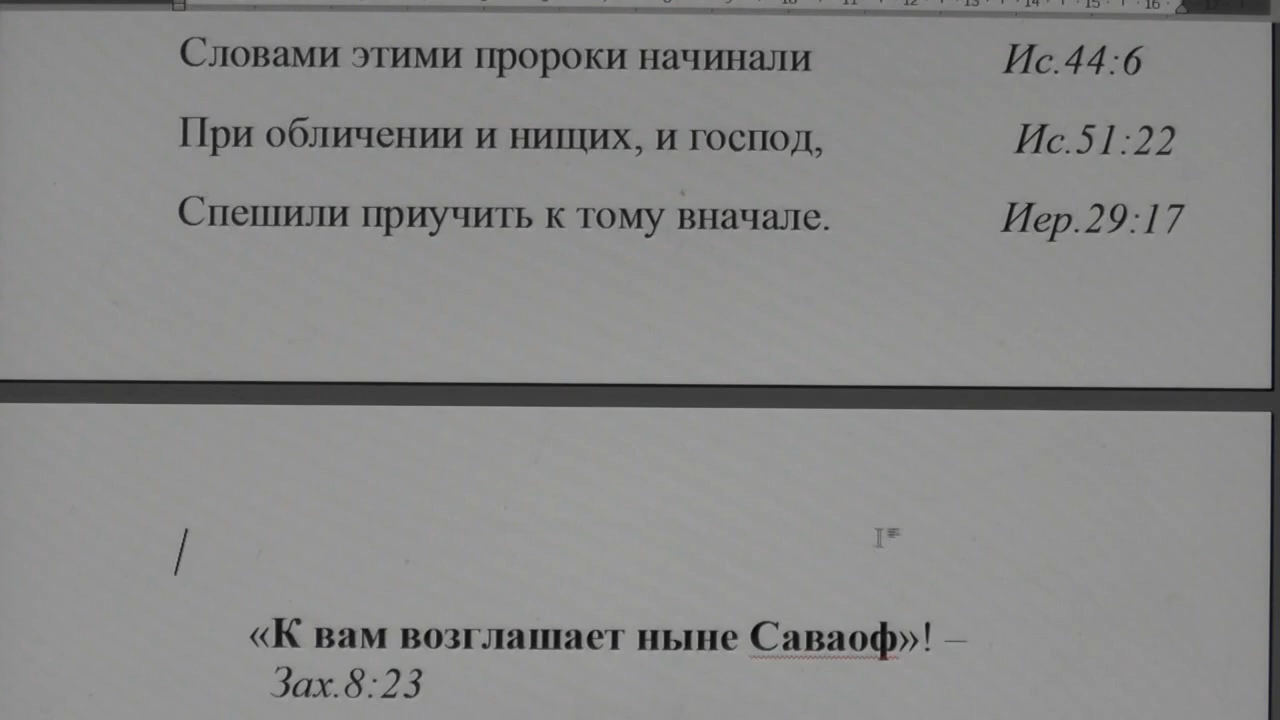 Словами этими пророки начинали Ис.44:6
При обличении и нищих, и господ, Ис.51:22
Спешили приучить к тому вначале. Иер.29:17
«К вам возглашает ныне Саваоф»! –
Зах.8:23